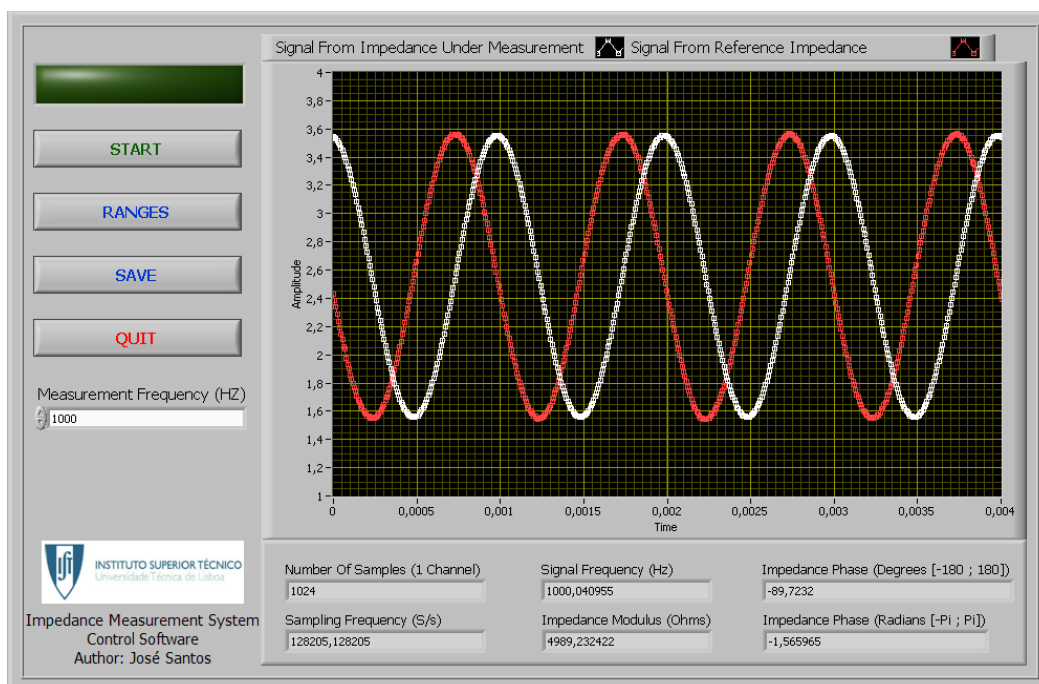 Signal From Impedance Under Measurement Signal From Reference Impedance
START
RANGES
SAVE
QUIT
Measurement Frequency (HZ)
1000
Amplitude
4
3,8
3,6
3,4
3,2
3
2,8
2,6
2,4
2,2
2
1,8
1,6
1,4
1,2
1
0 0,0005 0,001 0,0015 0,002 0,0025 0,003 0,0035 0,004
Time
INSTITUTO SUPERIOR TÉCNICO
Universidade Técnica de Lisboa
Impedance Measurement System
Control Software
Author: José Santos
Number Of Samples (1 Channel)
1024
Signal Frequency (Hz)
1000,040955
Impedance Phase (Degrees [-180 ; 180])
-89,7232
Sampling Frequency (S/s)
128205,128205
Impedance Modulus (Ohms)
4989,232422
Impedance Phase (Radians [-Pi ; Pi])
-1,565965